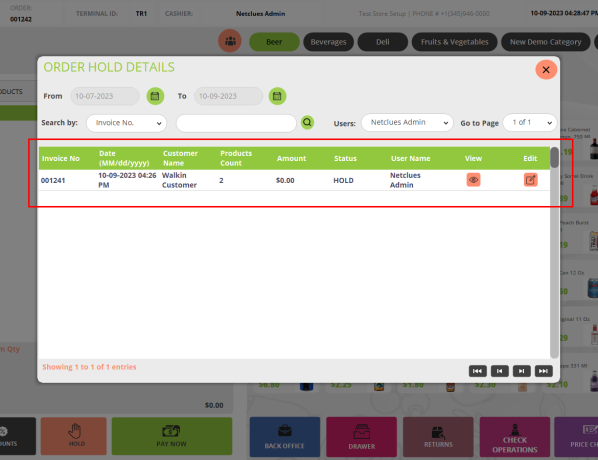 ORDER:
001242
TERMINAL ID: TR1 CASHIER: Netclues Admin Test Store Setup | PHONE # +1(345)946-0000 10-09-2023 04:28:47 PM
Beer Beverages Deli Fruits & Vegetables New Demo Category
ORDER HOLD DETAILS
From 10-07-2023 To 10-09-2023
Search by: Invoice No. Users: Netclues Admin Go to Page 1 of 1
Invoice No Date (MM/dd/yyyy) Customer Name Products Count Amount Status User Name View Edit
001241 10-09-2023 04:26 PM Walkin Customer 2 $0.00 HOLD Netclues Admin
Showing 1 to 1 of 1 entries
$0.00
HOLD PAY NOW BACK OFFICE DRAWER RETURNS CHECK OPERATIONS